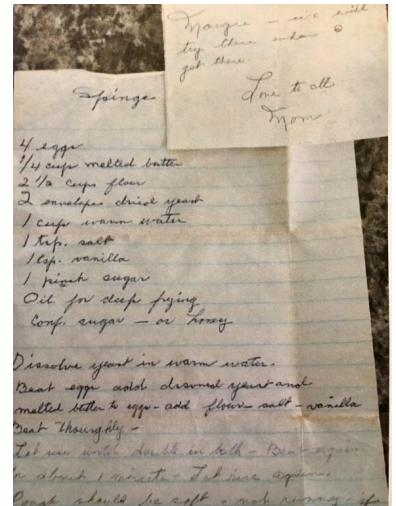 Margie - we will
try these when I
get there.
Love to all
Mom
Sfinge
4 eggs
1/4 cup melted butter
2 1/2 cups flour
2 envelopes dried yeast
1 cup warm water
1 tsp. salt
1 tsp. vanilla
1 pinch sugar
Oil for deep frying
Conf. sugar - or honey
Dissolve yeast in warm water.
Beat eggs add dissolved yeast and
melted butter to eggs - add flour - salt - vanilla
Beat thoroughly -
Let rise until double in bulk - Beat again
about 1 minute - Let rise again.
Dough should be soft - not runny - if